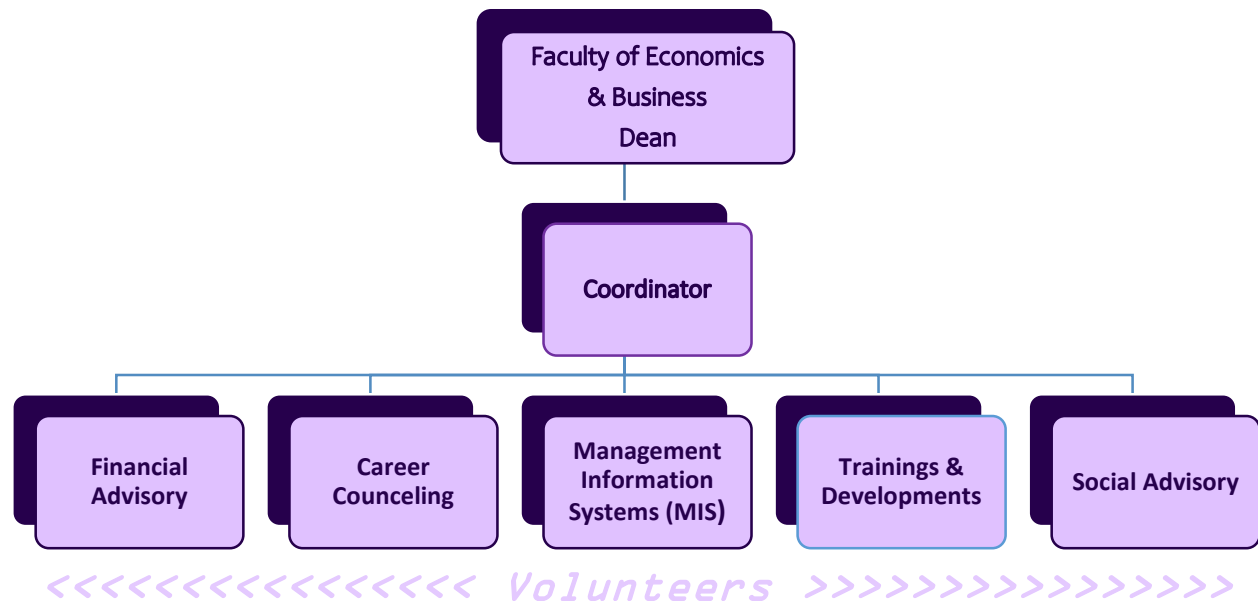 Faculty of Economics
& Business
Dean
Coordinator
Financial
Advisory
Career
Counceling
Management
Information
Systems (MIS)
Trainings &
Developments
Social Advisory
<<<<<<<<<<<<<<<< Volunteers >>>>>>>>>>>>>>>>